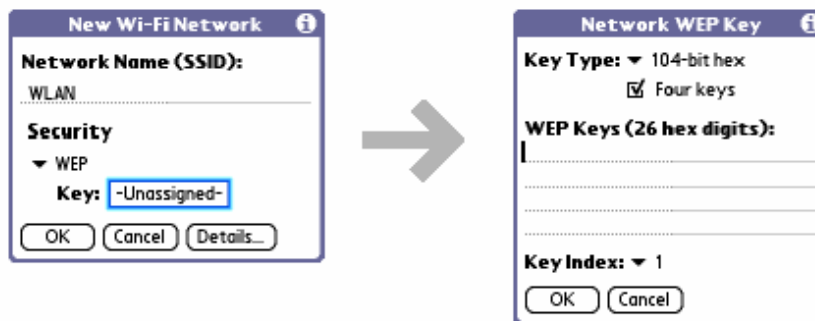 New Wi-Fi Network
Network Name (SSID):
WLAN
Security
WEP
Key: -Unassigned-
OK Cancel Details...
Network WEP Key
Key Type: 104-bit hex
Four keys
WEP Keys (26 hex digits):
Key Index: 1
OK Cancel